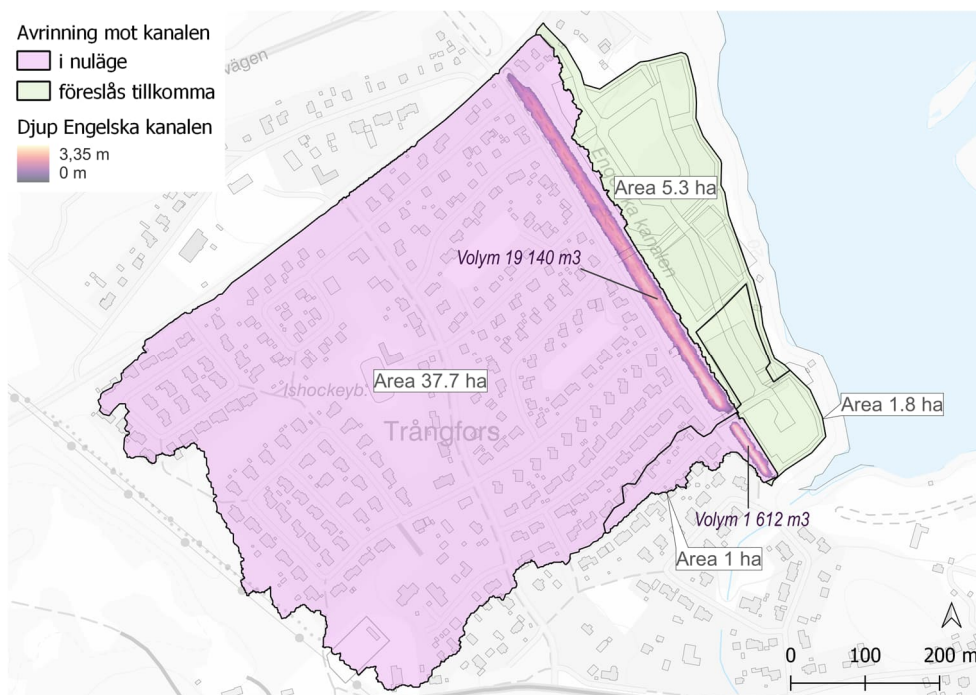 Avrinning mot kanalen
i nuläge
föreslås tillkomma
Djup Engelska kanalen
3,35 m
0 m
vägen
Engelska kanalen
Area 5.3 ha
Volym 19 140 m3
Area 37.7 ha
Ishockeyb.
Trångfors
Area 1.8 ha
Volym 1 612 m3
Area 1 ha
0 100 200 m